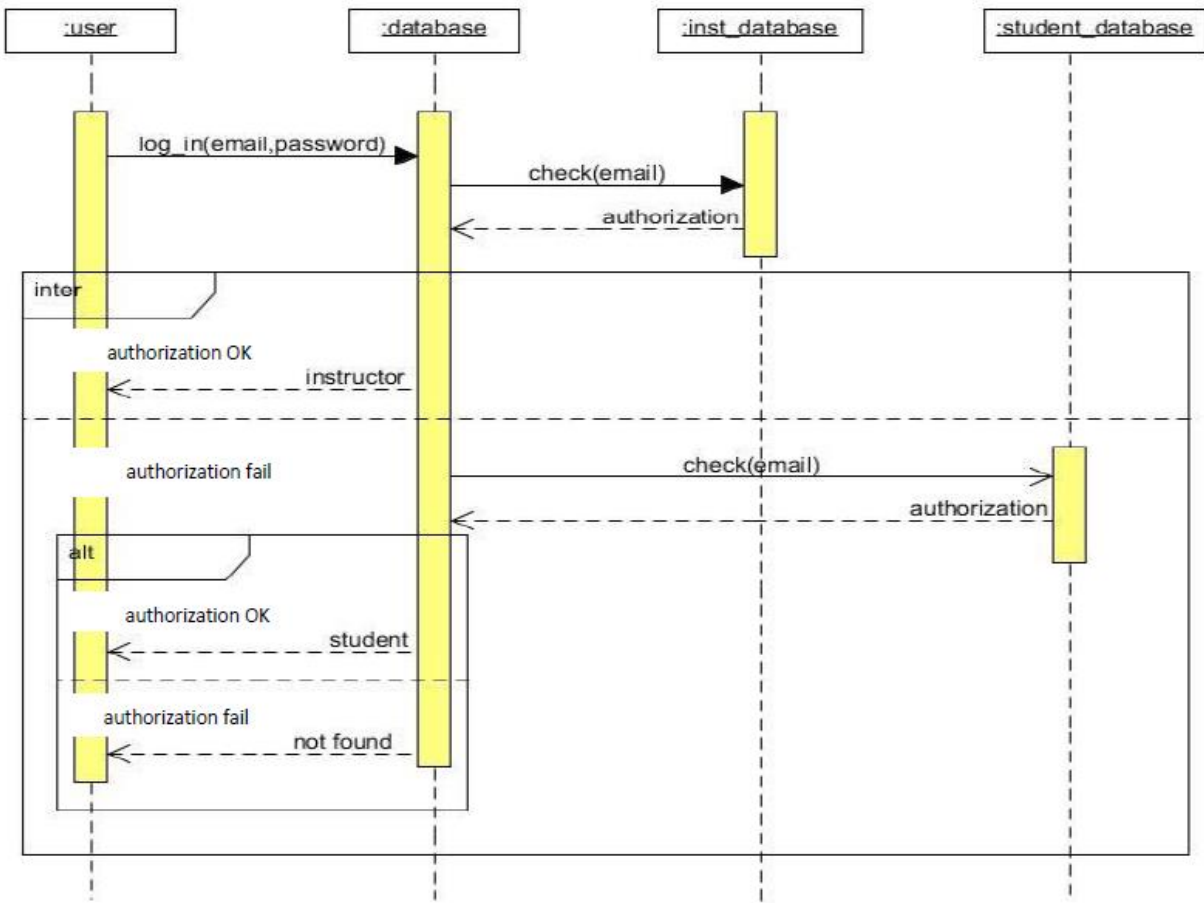 :user
:database
:inst_database
:student_database
log_in(email,password)
check(email)
authorization
inter
authorization OK
instructor
authorization fail
check(email)
authorization
alt
authorization OK
student
authorization fail
not found